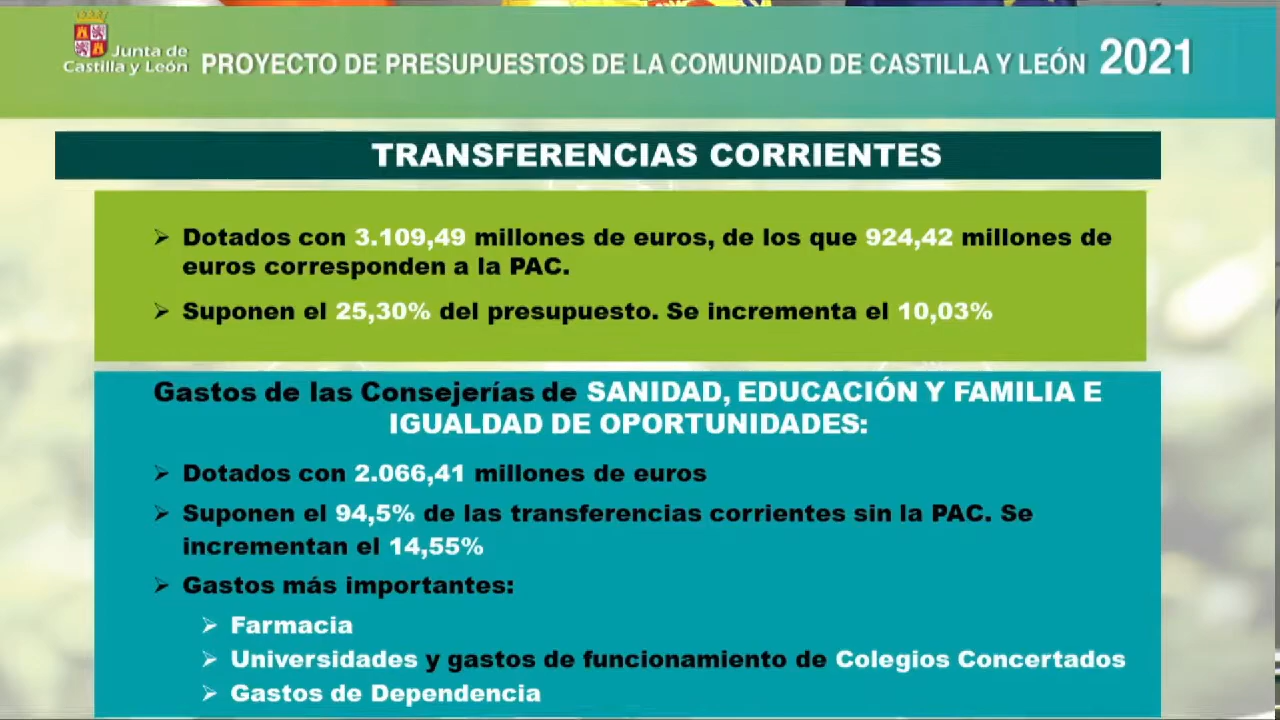 Junta de
Castilla y León
PROYECTO DE PRESUPUESTOS DE LA COMUNIDAD DE CASTILLA Y LEÓN 2021
TRANSFERENCIAS CORRIENTES
Dotados con 3.109,49 millones de euros, de los que 924,42 millones de
euros corresponden a la PAC.
Suponen el 25,30% del presupuesto. Se incrementa el 10,03%
Gastos de las Consejerías de SANIDAD, EDUCACIÓN Y FAMILIA E
IGUALDAD DE OPORTUNIDADES:
Dotados con 2.066,41 millones de euros
Suponen el 94,5% de las transferencias corrientes sin la PAC. Se
incrementan el 14,55%
Gastos más importantes:
Farmacia
Universidades y gastos de funcionamiento de Colegios Concertados
Gastos de Dependencia